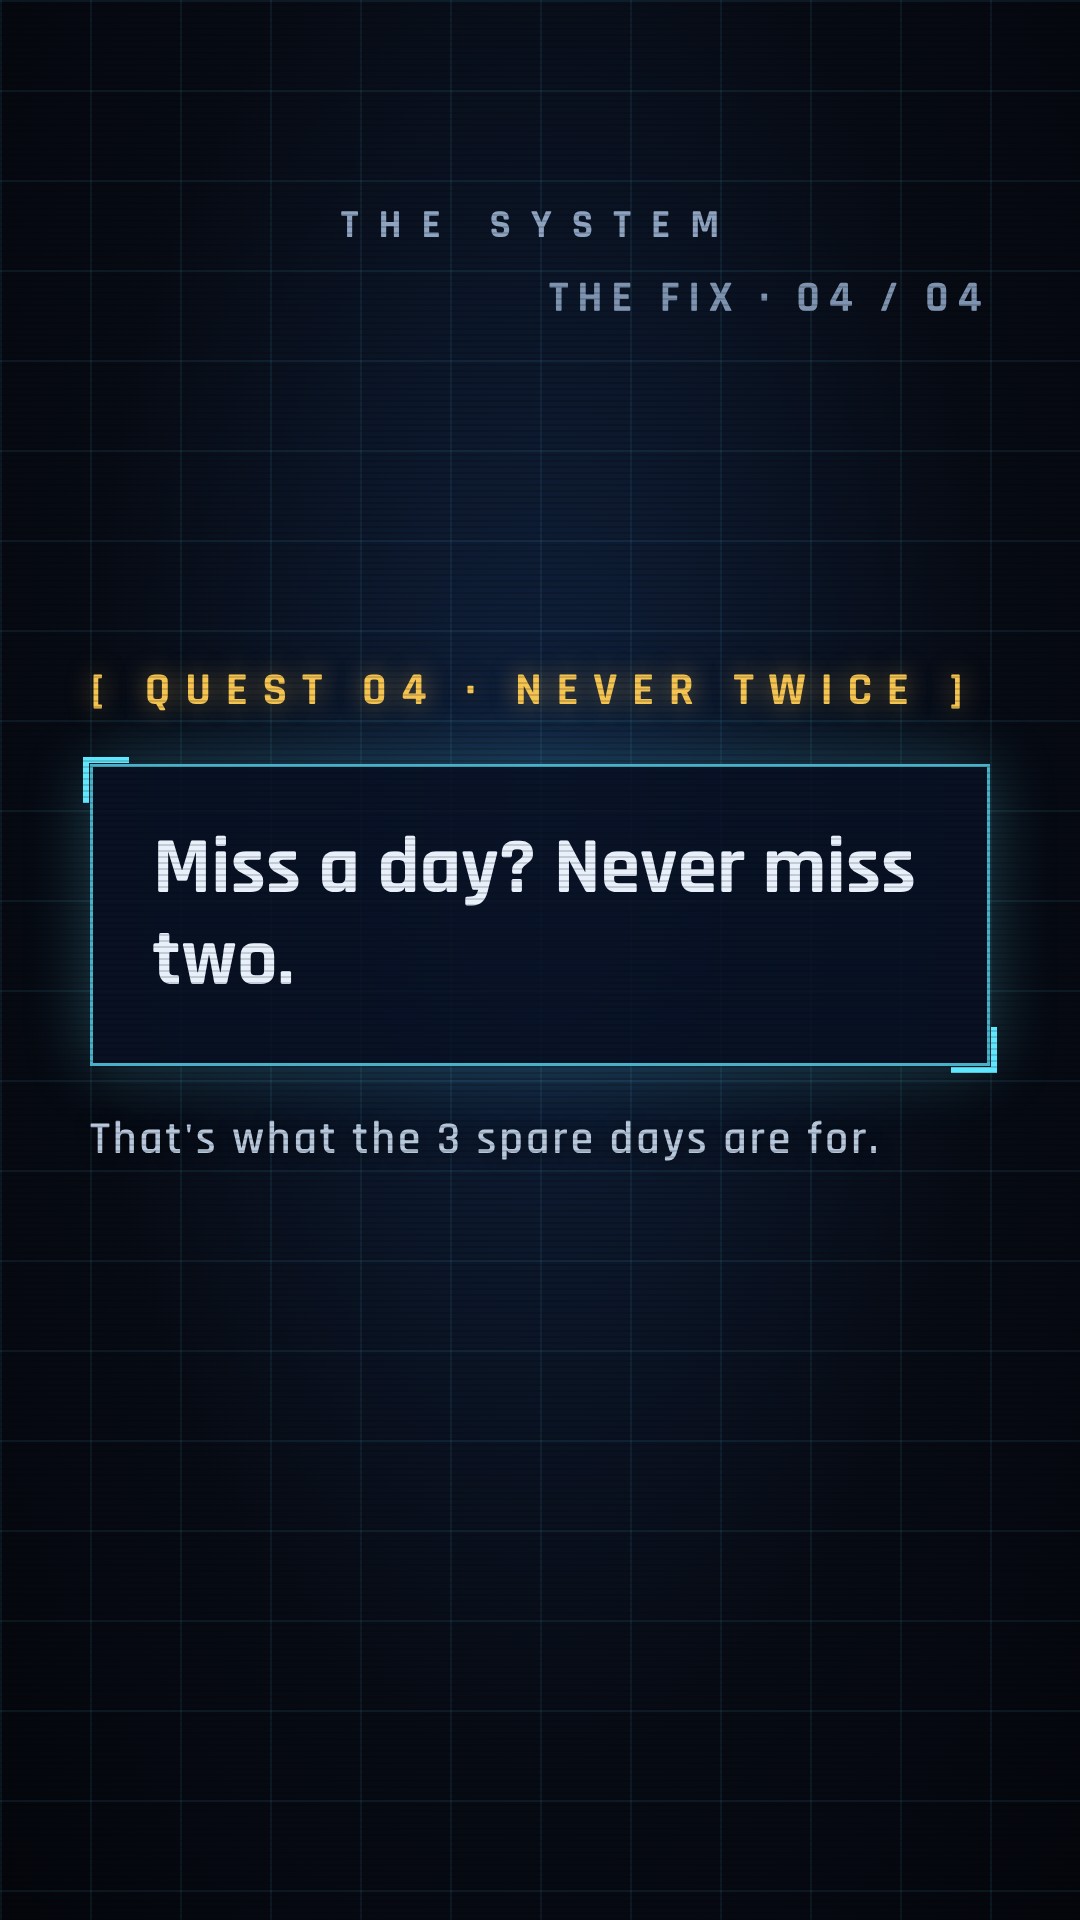 THE SYSTEM
THE FIX · 04 / 04
[ QUEST 04 · NEVER TWICE ]
Miss a day? Never miss
two.
That's what the 3 spare days are for.